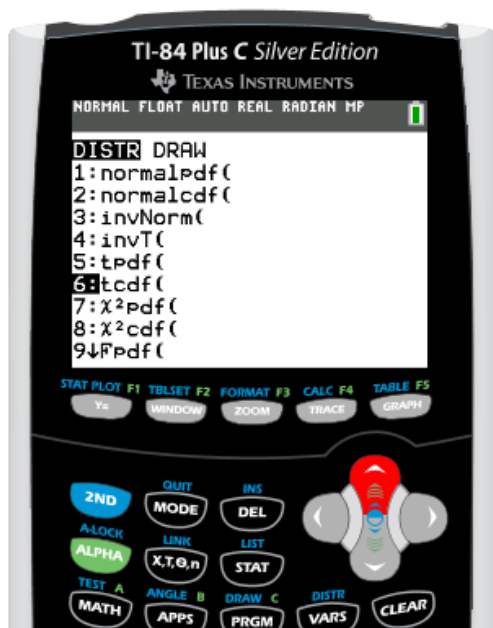 TI-84 Plus C Silver Edition
TEXAS INSTRUMENTS
NORMAL FLOAT AUTO REAL RADIAN MP
DISTR DRAW
1:normalpdf(
2:normalcdf(
3:invNorm(
4:invT(
5:tpdf(
6:tcdf(
7:χ²pdf(
8:χ²cdf(
9↓Fpdf(
STAT PLOT F1 TBLSET F2 FORMAT F3 CALC F4 TABLE F5
Y= WINDOW ZOOM TRACE GRAPH
QUIT INS
2ND MODE DEL
A-LOCK LINK LIST
ALPHA X,T,θ,n STAT
TEST A ANGLE B DRAW C DISTR
MATH APPS PRGM VARS CLEAR